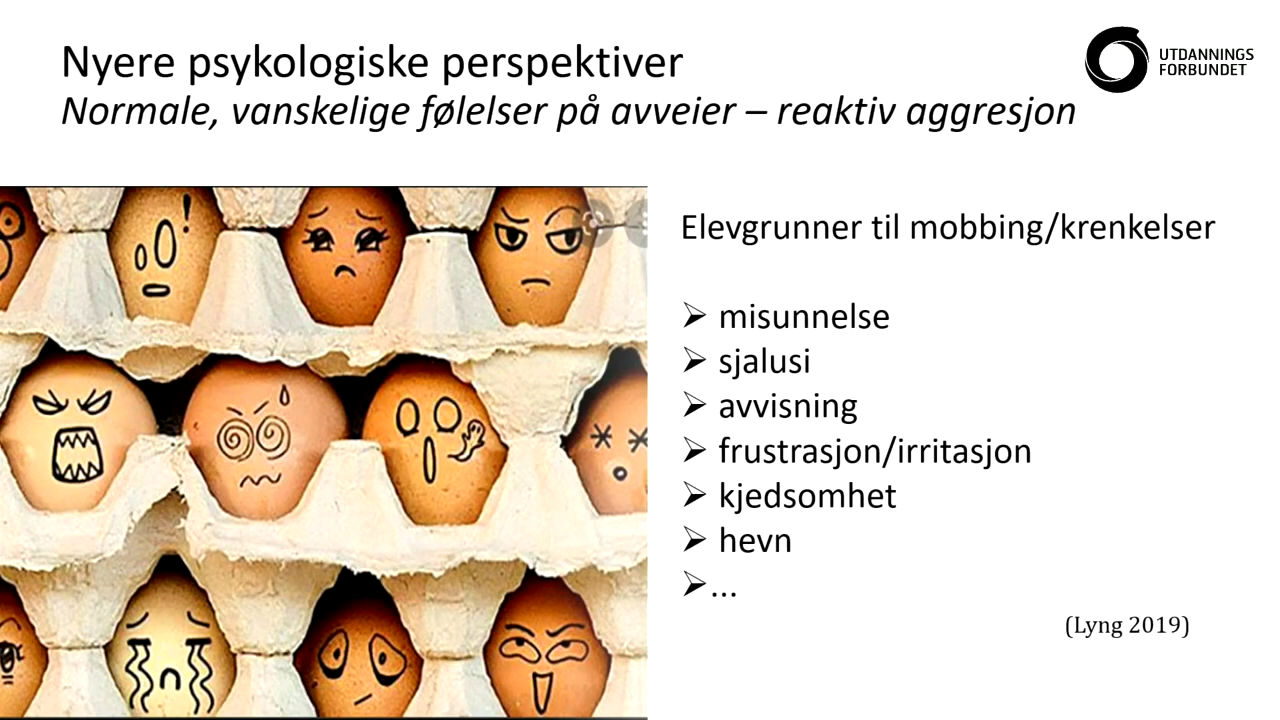 Nyere psykologiske perspektiver
Normale, vanskelige følelser på avveier – reaktiv aggresjon
UTDANNINGS
FORBUNDET
Elevgrunner til mobbing/krenkelser
➢ misunnelse
➢ sjalusi
➢ avvisning
➢ frustrasjon/irritasjon
➢ kjedsomhet
➢ hevn
➢...
(Lyng 2019)